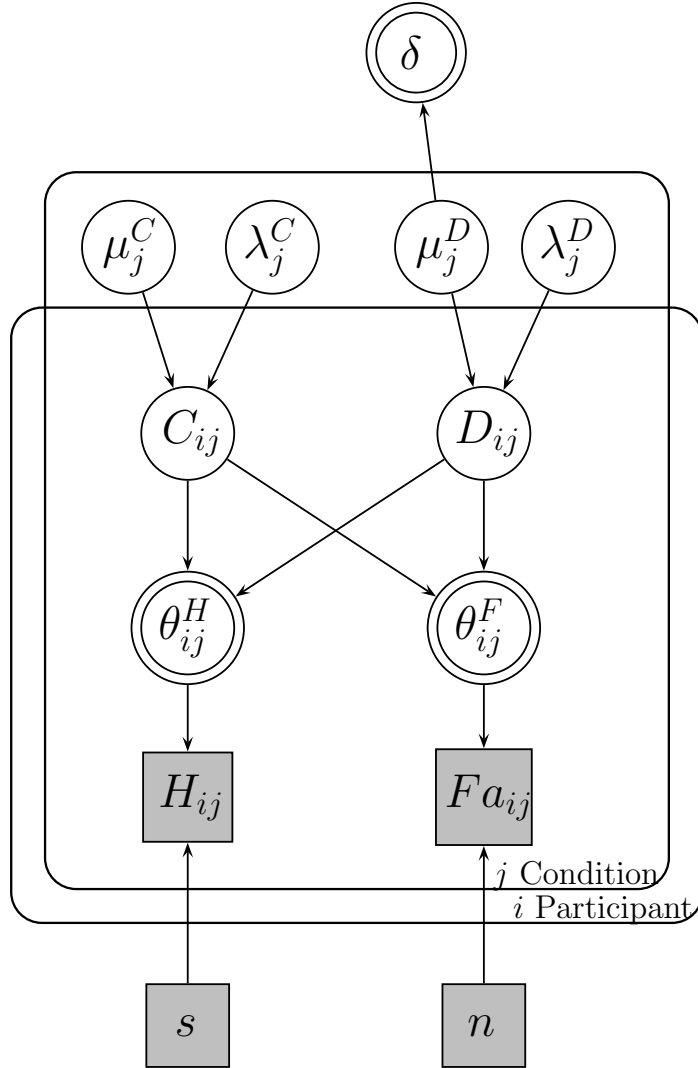 δ
μ_j^C λ_j^C μ_j^D λ_j^D
C_ij D_ij
θ_ij^H θ_ij^F
H_ij Fa_ij
j Condition
i Participant
s n